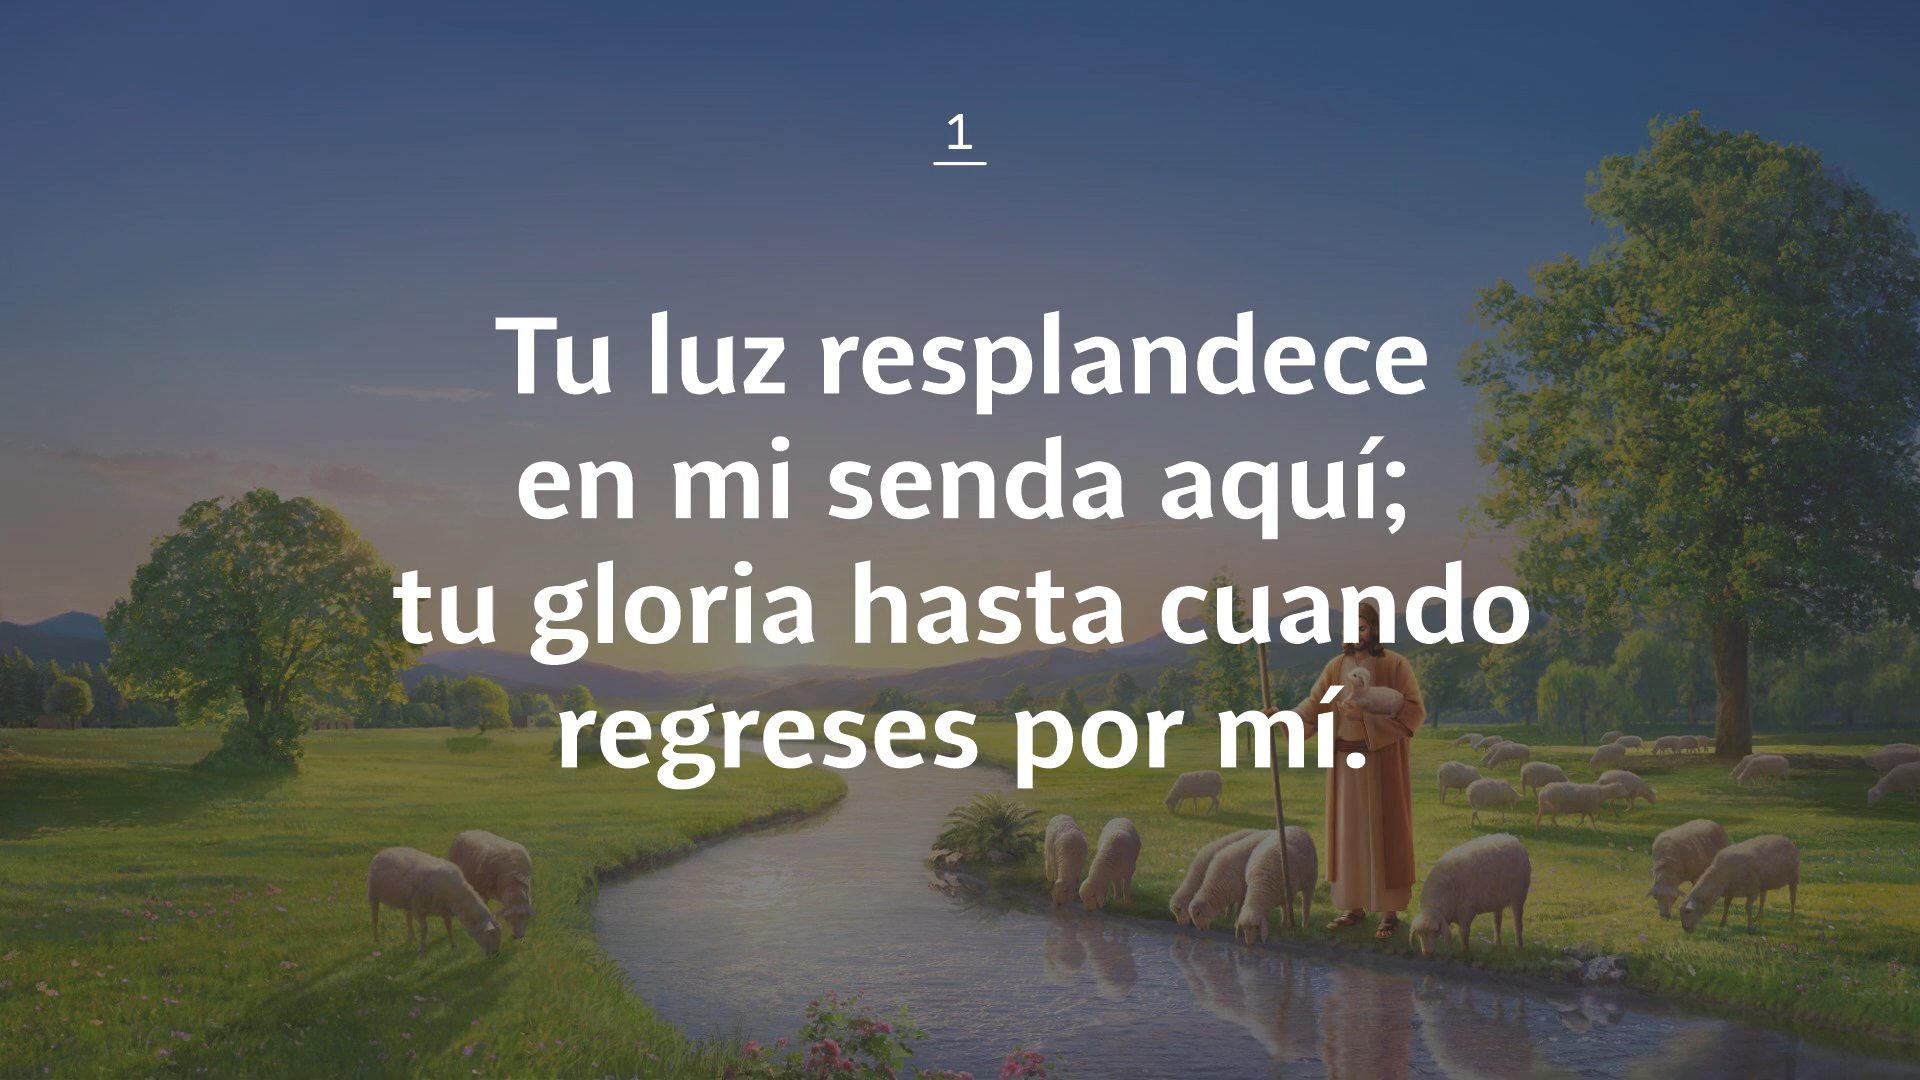 1
Tu luz resplandece
en mi senda aquí;
tu gloria hasta cuando
regreses por mí.